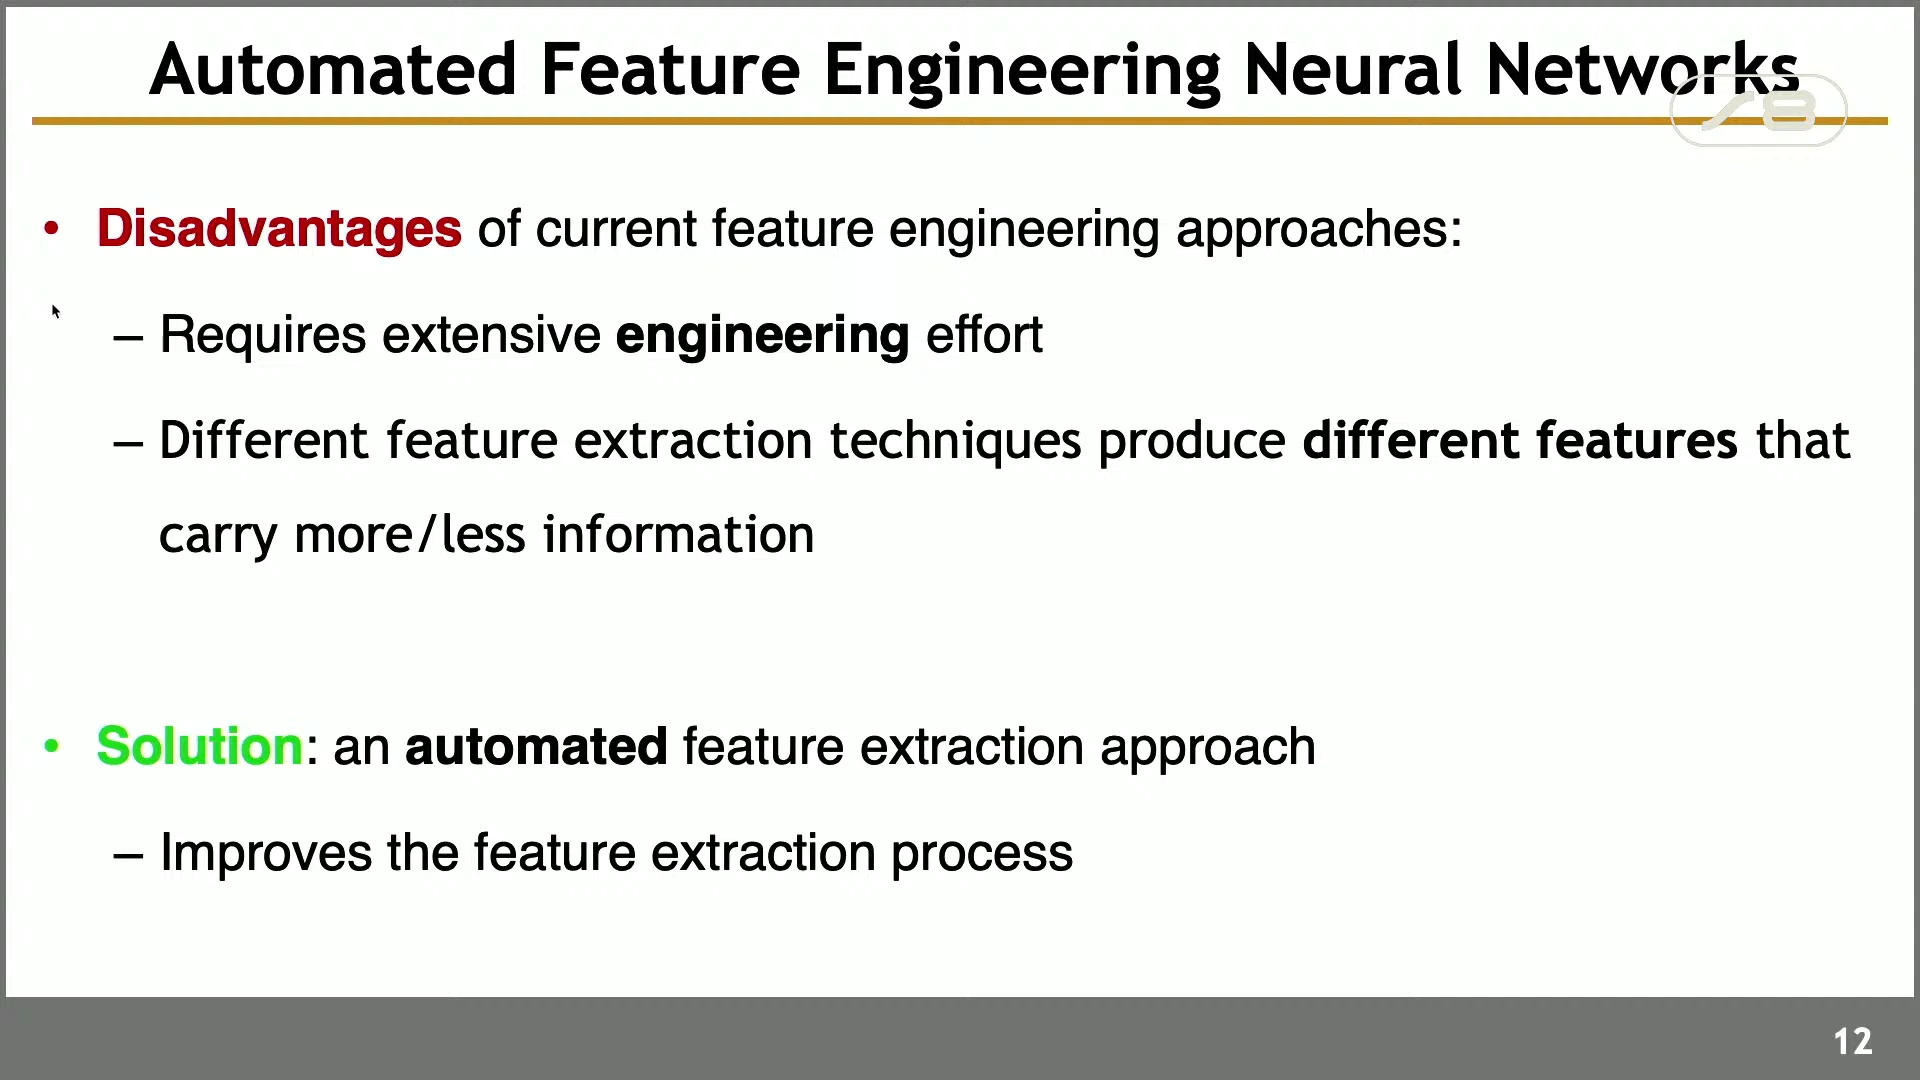 Automated Feature Engineering Neural Networks
• Disadvantages of current feature engineering approaches:
– Requires extensive engineering effort
– Different feature extraction techniques produce different features that
carry more/less information
• Solution: an automated feature extraction approach
– Improves the feature extraction process
12